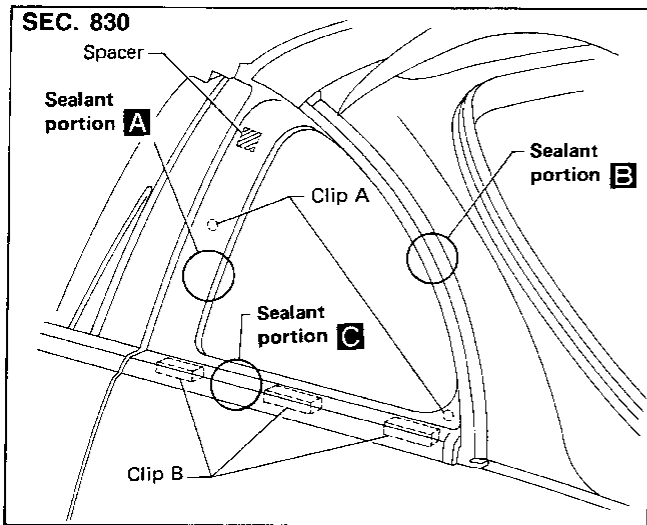 SEC. 830
Spacer
Sealant
portion A
Sealant
portion B
Clip A
Sealant
portion C
Clip B